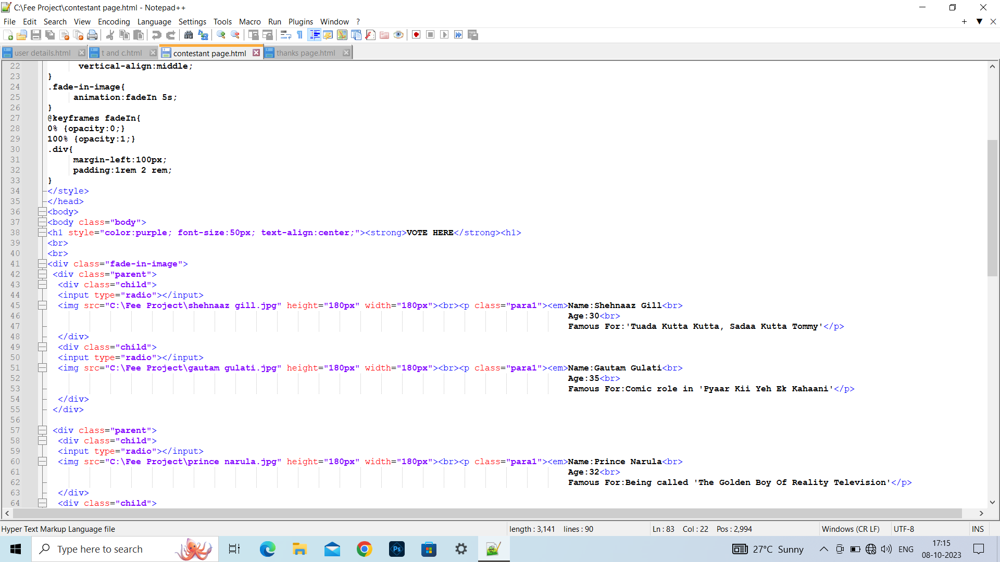 C:\Fee Project\contestant page.html - Notepad++
File Edit Search View Encoding Language Settings Tools Macro Run Plugins Window ?
user details.html t and c.html contestant page.html thanks page.html
22 vertical-align:middle;
23 }
24 .fade-in-image{
25 animation:fadeIn 5s;
26 }
27 @keyframes fadeIn{
28 0% {opacity:0;}
29 100% {opacity:1;}
30 .div{
31 margin-left:100px;
32 padding:1rem 2 rem;
33 }
34 </style>
35 </head>
36 <body>
37 <body class="body">
38 <h1 style="color:purple; font-size:50px; text-align:center;"><strong>VOTE HERE</strong><h1>
39 <br>
40 <br>
41 <div class="fade-in-image">
42 <div class="parent">
43 <div class="child">
44 <input type="radio"></input>
45 <img src="C:\Fee Project\shehnaaz gill.jpg" height="180px" width="180px"><br><p class="para1"><em>Name:Shehnaaz Gill<br>
46 Age:30<br>
47 Famous For:'Tuada Kutta Kutta, Sadaa Kutta Tommy'</p>
48 </div>
49 <div class="child">
50 <input type="radio"></input>
51 <img src="C:\Fee Project\gautam gulati.jpg" height="180px" width="180px"><br><p class="para1"><em>Name:Gautam Gulati<br>
52 Age:35<br>
53 Famous For:Comic role in 'Pyaar Kii Yeh Ek Kahaani'</p>
54 </div>
55 </div>
56
57 <div class="parent">
58 <div class="child">
59 <input type="radio"></input>
60 <img src="C:\Fee Project\prince narula.jpg" height="180px" width="180px"><br><p class="para1"><em>Name:Prince Narula<br>
61 Age:32<br>
62 Famous For:Being called 'The Golden Boy Of Reality Television'</p>
63 </div>
64 <div class="child">
Hyper Text Markup Language file length : 3,141 lines : 90 Ln : 83 Col : 22 Pos : 2,994 Windows (CR LF) UTF-8 INS
Type here to search Ps 27°C Sunny ENG 17:15
08-10-2023